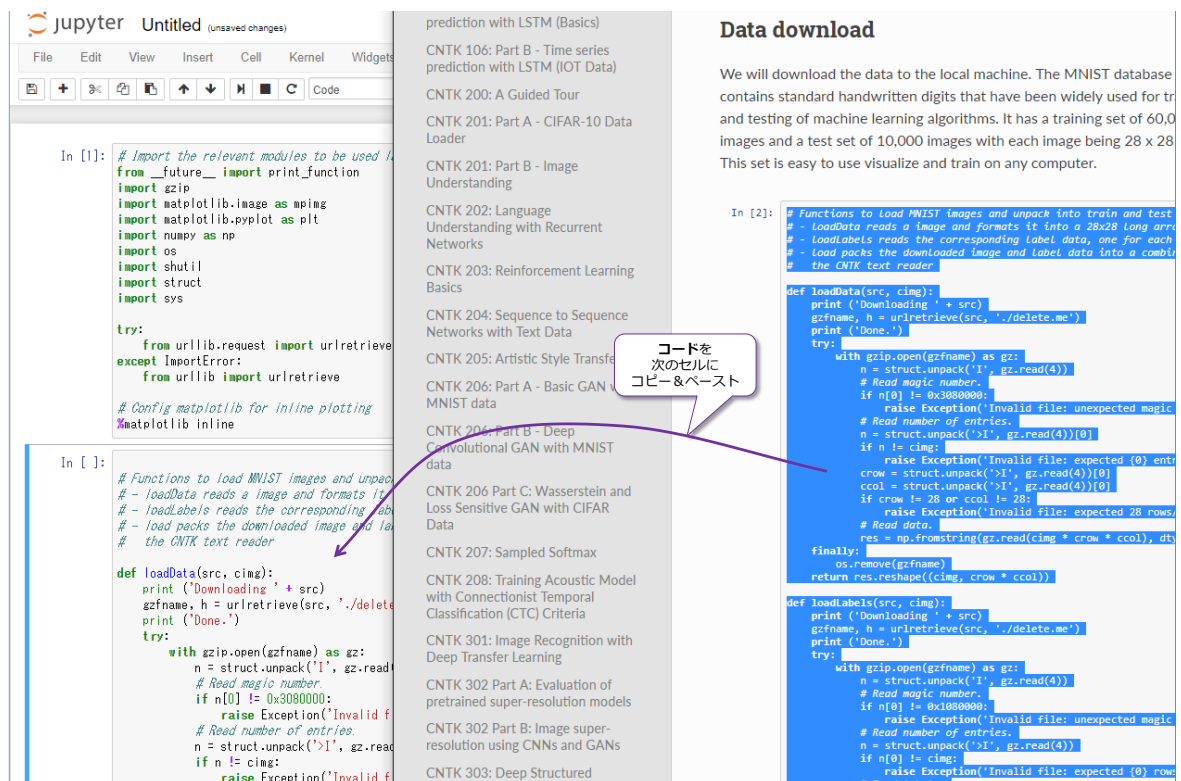 jupyter Untitled (unsaved changes)
File Edit View Insert Cell Kernel Widgets
Code
In [1]:
# Import the relevant modules to be used
from __future__ import print_function
import gzip
import matplotlib.image as mpimg
import matplotlib.pyplot as plt
import numpy as np
import os
import shutil
import struct
import sys
try:
from urllib.request import urlretrieve
except ImportError:
from urllib import urlretrieve
# Config matplotlib for inline plotting
%matplotlib inline
In [ ]:
# Functions to load MNIST images and unpac
# - loadData reads a image and formats it
# - loadLabels reads the corresponding
# - load packs the downloaded image and
# the CNTK text reader
def loadData(src, cimg):
print ('Downloading ' + src)
gzfname, h = urlretrieve(src, './delete
print ('Done.')
try:
with gzip.open(gzfname) as gz:
n = struct.unpack('I', gz.read(
# Read magic number.
if n[0] != 0x3080000:
raise Exception('Invalid f
# Read number of entries.
n = struct.unpack('>I', gz.read
if n != cimg:
raise Exception('Invalid f
prediction with LSTM (Basics)
CNTK 106: Part B - Time series
prediction with LSTM (IOT Data)
CNTK 200: A Guided Tour
CNTK 201: Part A - CIFAR-10 Data
Loader
CNTK 201: Part B - Image
Understanding
CNTK 202: Language
Understanding with Recurrent
Networks
CNTK 203: Reinforcement Learning
Basics
CNTK 204: Sequence to Sequence
Networks with Text Data
CNTK 205: Artistic Style Transfe
CNTK 206: Part A - Basic GAN
MNIST data
CNTK 206: Part B - Deep
Convolutional GAN with MNIST
data
CNTK 206 Part C: Wasserstein and
Loss Sensitive GAN with CIFAR
Data
CNTK 207: Sampled Softmax
CNTK 208: Training Acoustic Model
with Connectionist Temporal
Classification (CTC) Criteria
CNTK 301: Image Recognition with
Deep Transfer Learning
CNTK 302 Part A: Evaluation of
pretrained super-resolution models
CNTK 302 Part B: Image super-
resolution using CNNs and GANs
CNTK 303: Deep Structured
コードを
次のセルに
コピー＆ペースト
Data download
We will download the data to the local machine. The MNIST database
contains standard handwritten digits that have been widely used for tr
and testing of machine learning algorithms. It has a training set of 60,0
images and a test set of 10,000 images with each image being 28 x 28
This set is easy to use visualize and train on any computer.
In [2]:
# Functions to load MNIST images and unpack into train and test
# - loadData reads a image and formats it into a 28x28 long arr
# - loadLabels reads the corresponding label data, one for each
# - load packs the downloaded image and label data into a combin
# the CNTK text reader
def loadData(src, cimg):
print ('Downloading ' + src)
gzfname, h = urlretrieve(src, './delete.me')
print ('Done.')
try:
with gzip.open(gzfname) as gz:
n = struct.unpack('I', gz.read(4))
# Read magic number.
if n[0] != 0x3080000:
raise Exception('Invalid file: unexpected magic
# Read number of entries.
n = struct.unpack('>I', gz.read(4))[0]
if n != cimg:
raise Exception('Invalid file: expected {0} entr
crow = struct.unpack('>I', gz.read(4))[0]
ccol = struct.unpack('>I', gz.read(4))[0]
if crow != 28 or ccol != 28:
raise Exception('Invalid file: expected 28 rows/
# Read data.
res = np.fromstring(gz.read(cimg * crow * ccol), dty
finally:
os.remove(gzfname)
return res.reshape((cimg, crow * ccol))
def loadLabels(src, cimg):
print ('Downloading ' + src)
gzfname, h = urlretrieve(src, './delete.me')
print ('Done.')
try:
with gzip.open(gzfname) as gz:
n = struct.unpack('I', gz.read(4))
# Read magic number.
if n[0] != 0x1080000:
raise Exception('Invalid file: unexpected magic
# Read number of entries.
n = struct.unpack('>I', gz.read(4))
if n[0] != cimg:
raise Exception('Invalid file: expected {0} rows